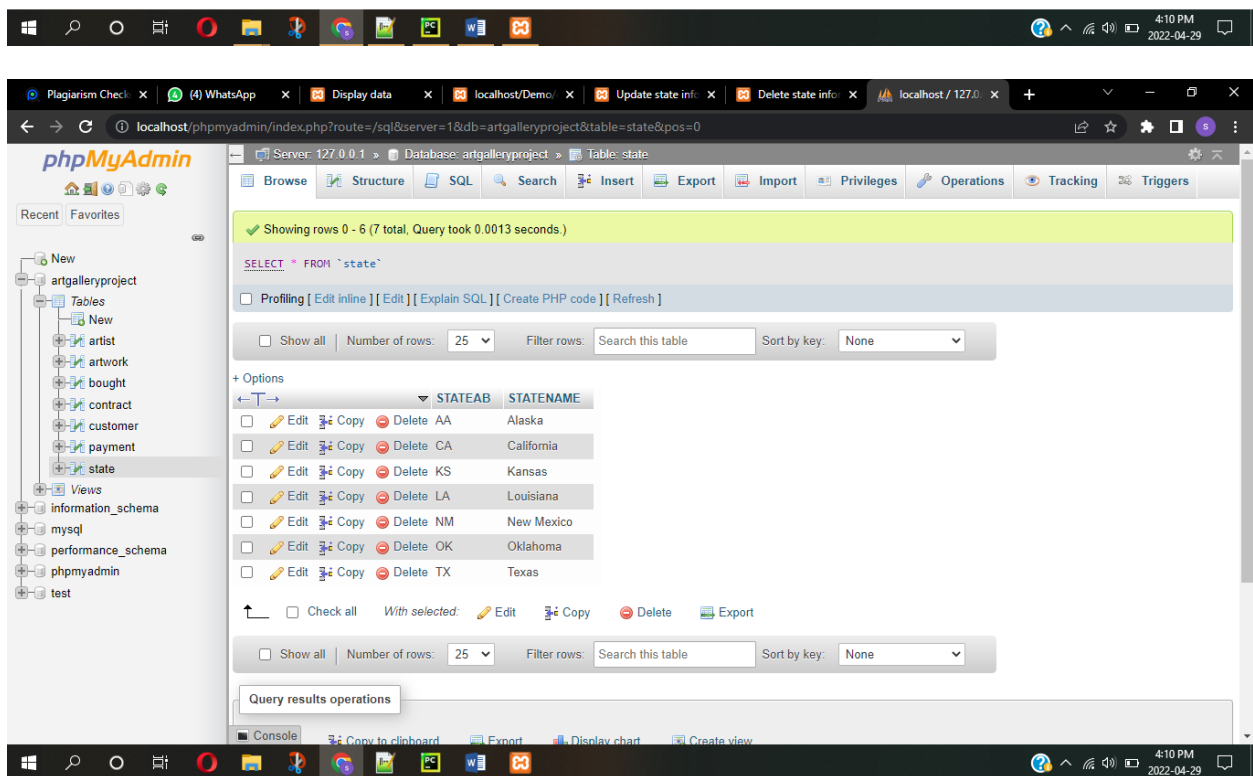 4:10 PM
2022-04-29
Plagiarism Check
(4) WhatsApp
Display data
localhost/Demo/
Update state info
Delete state infor
localhost / 127.0.
localhost/phpmyadmin/index.php?route=/sql&server=1&db=artgalleryproject&table=state&pos=0
phpMyAdmin
Recent Favorites
New
artgalleryproject
Tables
New
artist
artwork
bought
contract
customer
payment
state
Views
information_schema
mysql
performance_schema
phpmyadmin
test
Server: 127.0.0.1 » Database: artgalleryproject » Table: state
Browse Structure SQL Search Insert Export Import Privileges Operations Tracking Triggers
Showing rows 0 - 6 (7 total, Query took 0.0013 seconds.)
SELECT * FROM `state`
Profiling [ Edit inline ] [ Edit ] [ Explain SQL ] [ Create PHP code ] [ Refresh ]
Show all | Number of rows: 25 Filter rows: Search this table Sort by key: None
+ Options
←T→ STATEAB STATENAME
Edit Copy Delete AA Alaska
Edit Copy Delete CA California
Edit Copy Delete KS Kansas
Edit Copy Delete LA Louisiana
Edit Copy Delete NM New Mexico
Edit Copy Delete OK Oklahoma
Edit Copy Delete TX Texas
Check all With selected: Edit Copy Delete Export
Show all | Number of rows: 25 Filter rows: Search this table Sort by key: None
Query results operations
Console
Copy to clipboard Export Display chart Create view
4:10 PM
2022-04-29